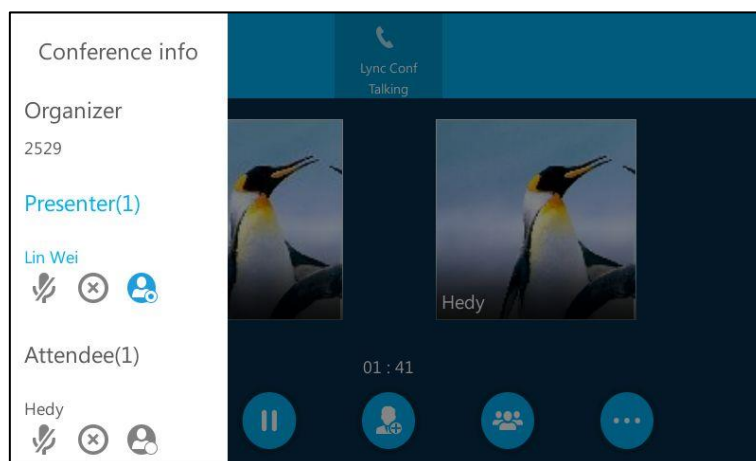 Conference info
Organizer
2529
Presenter(1)
Lin Wei
Attendee(1)
Hedy
Lync Conf
Talking
Hedy
01 : 41